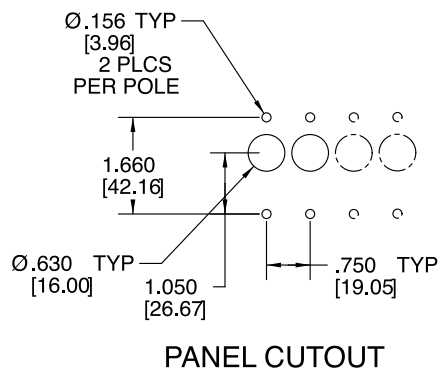 Ø.156 TYP
[3.96]
2 PLCS
PER POLE
1.660
[42.16]
Ø.630 TYP
[16.00]
1.050
[26.67]
.750 TYP
[19.05]
PANEL CUTOUT